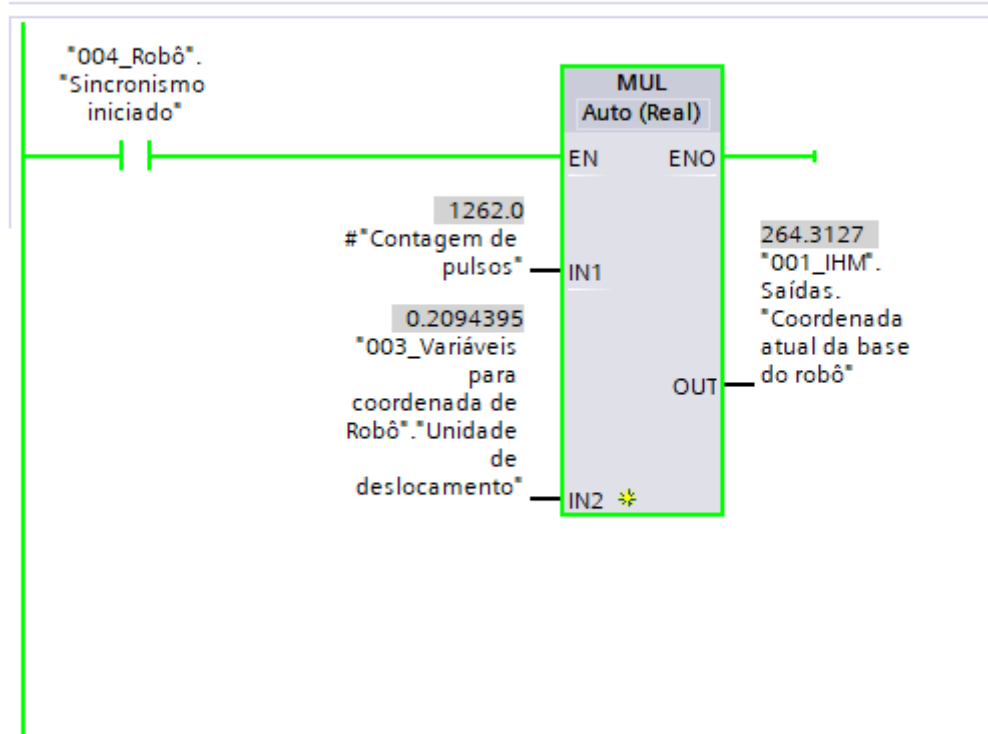 "004_Robô".
"Sincronismo
iniciado"
MUL
Auto (Real)
EN
ENO
1262.0
#"Contagem de
pulsos"
IN1
264.3127
"001_IHM".
Saídas.
"Coordenada
atual da base
do robô"
OUT
0.2094395
"003_Variáveis
para
coordenada de
Robô"."Unidade
de
deslocamento"
IN2